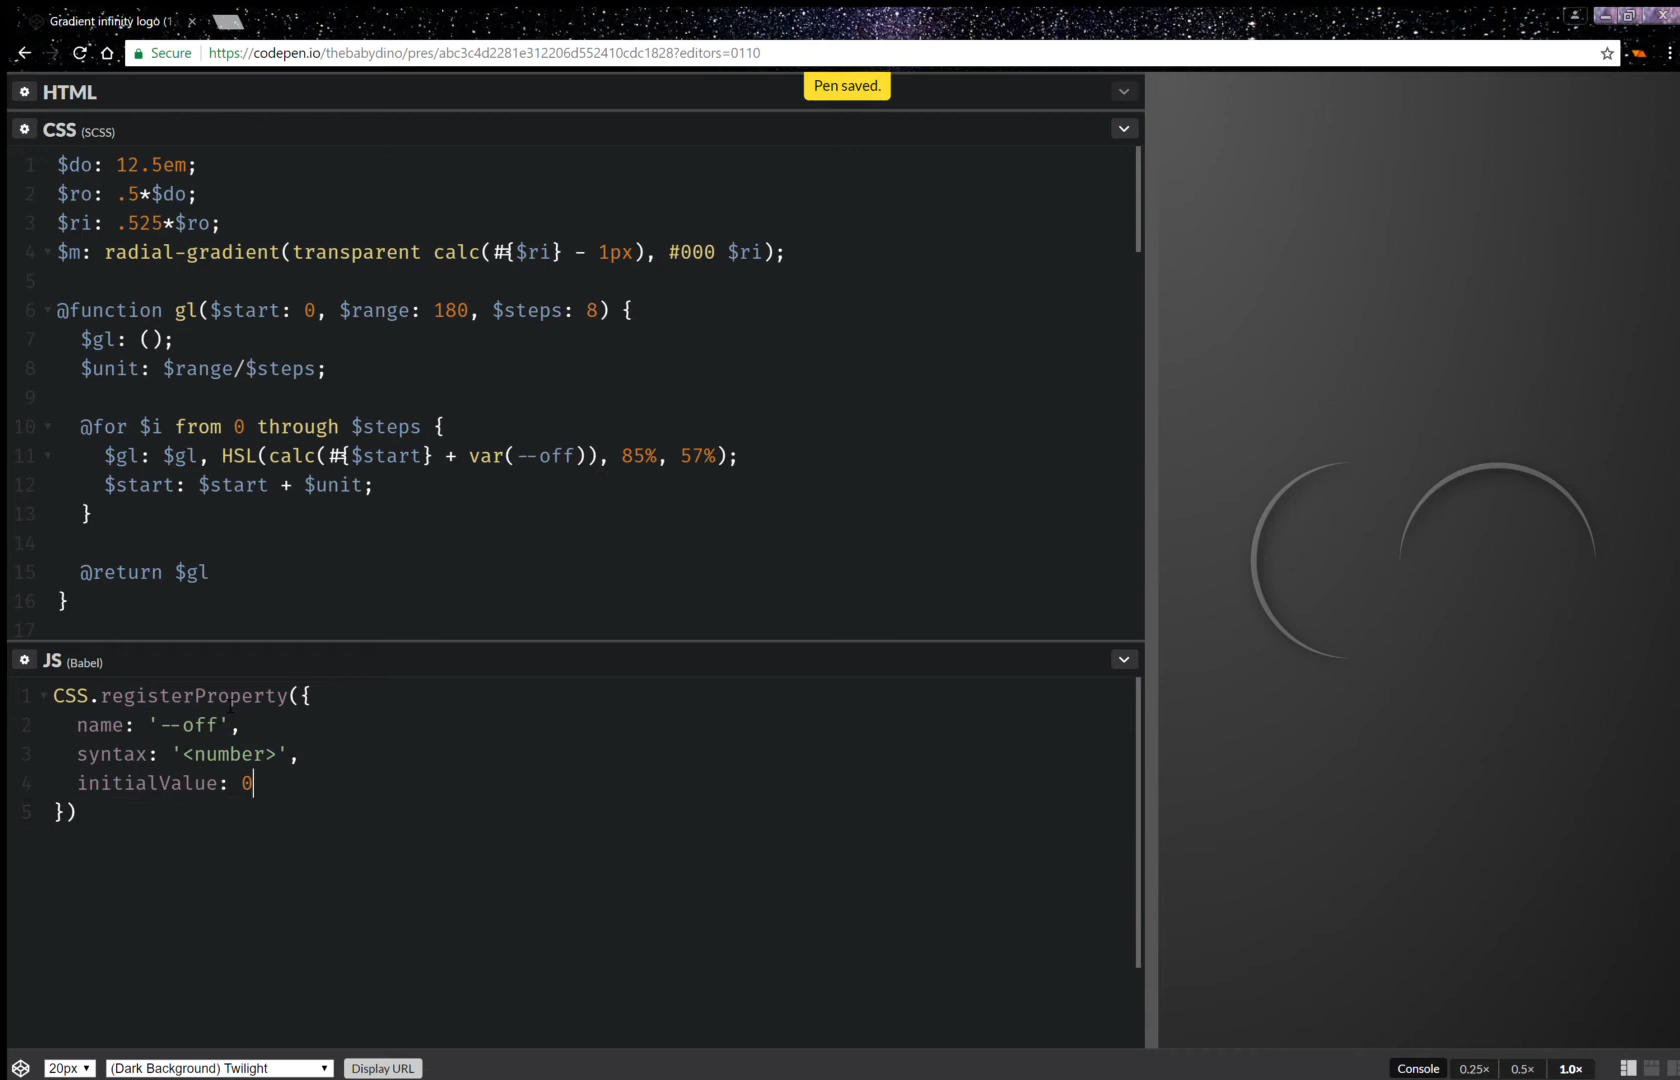 Gradient infinity logo (1.
Secure https://codepen.io/thebabydino/pres/abc3c4d2281e312206d552410cdc1828?editors=0110
HTML
Pen saved.
CSS (SCSS)
1 $do: 12.5em;
2 $ro: .5*$do;
3 $ri: .525*$ro;
4 $m: radial-gradient(transparent calc(#{$ri} - 1px), #000 $ri);
5
6 @function gl($start: 0, $range: 180, $steps: 8) {
7 $gl: ();
8 $unit: $range/$steps;
9
10 @for $i from 0 through $steps {
11 $gl: $gl, HSL(calc(#{$start} + var(--off)), 85%, 57%);
12 $start: $start + $unit;
13 }
14
15 @return $gl
16 }
17
JS (Babel)
1 CSS.registerProperty({
2 name: '--off',
3 syntax: '<number>',
4 initialValue: 0
5 })
20px (Dark Background) Twilight Display URL Console 0.25× 0.5× 1.0×